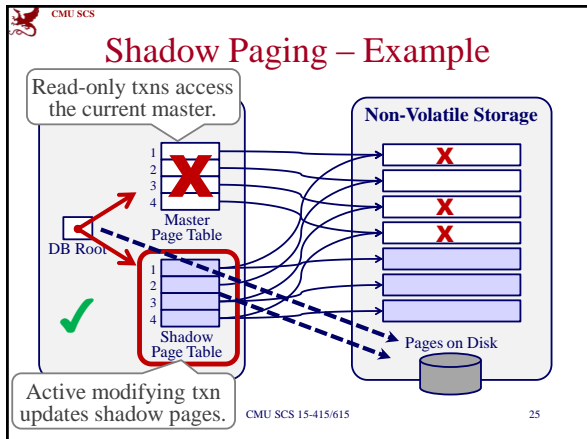 CMU SCS
Shadow Paging – Example
Read-only txns access
the current master.
Non-Volatile Storage
1
2
3
4
X
X
X
X
Master
Page Table
DB Root
1
2
3
4
Shadow
Page Table
Pages on Disk
Active modifying txn
updates shadow pages.
CMU SCS 15-415/615
25